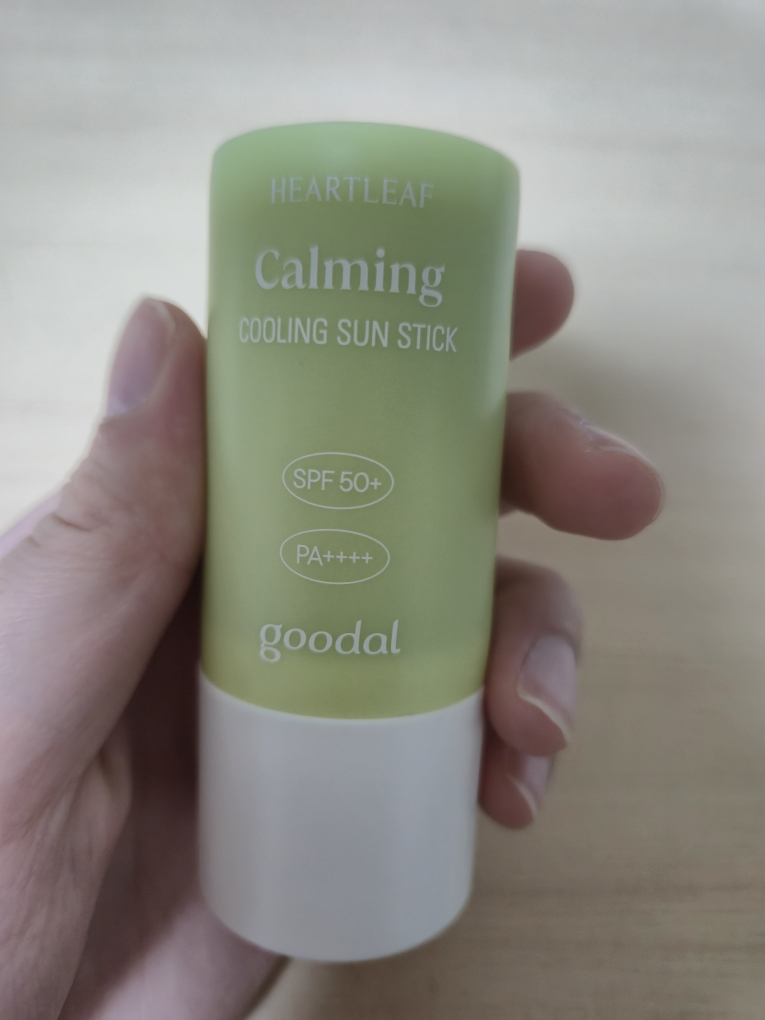 HEARTLEAF
Calming
COOLING SUN STICK
SPF 50+
PA++++
goodal